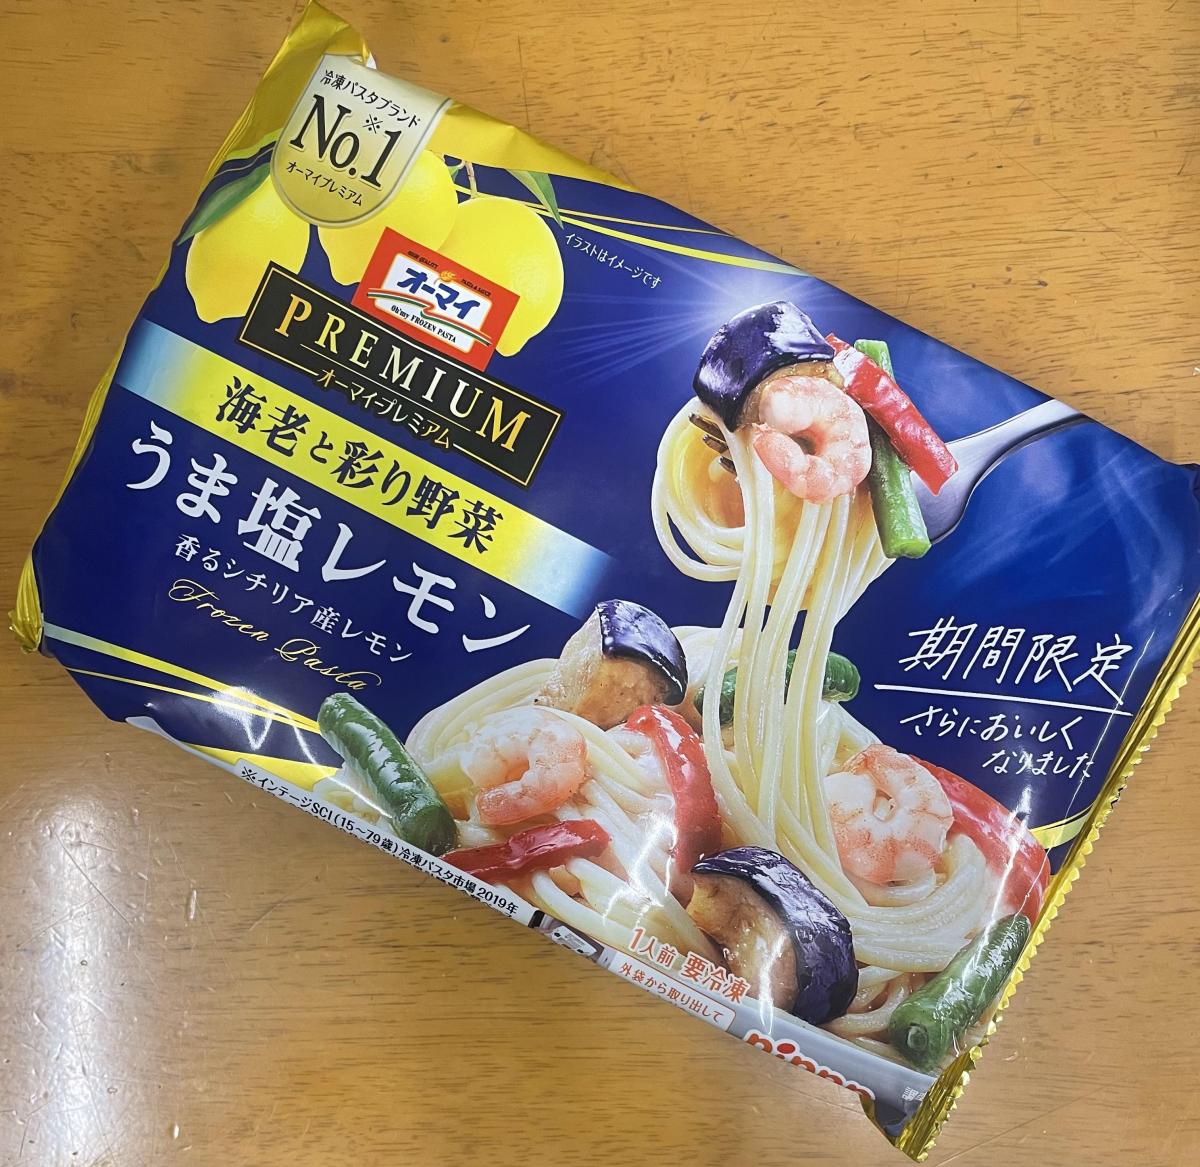 冷凍パスタブランド
No.1※
オーマイプレミアム
イラストはイメージです
HIGH QUALITY PASTA & SAUCE
オーマイ
Oh'my FROZEN PASTA
PREMIUM
オーマイプレミアム
海老と彩り野菜
うま塩レモン
香るシチリア産レモン
Frozen Pasta
期間限定
さらにおいしく
なりました
※インテージSCI(15~79歳)冷凍パスタ市場2019年
1人前 要冷凍
外袋から取り出して
nippn